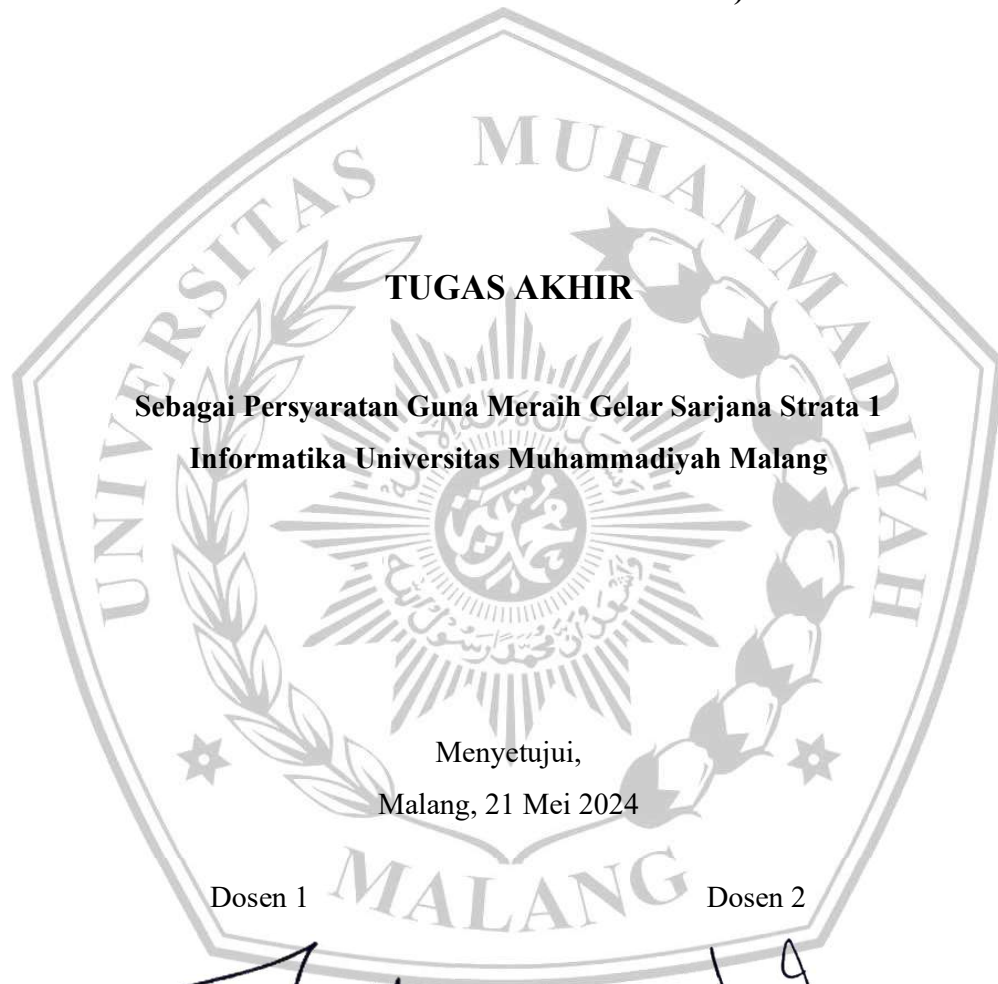 UNIVERSITAS MUHAMMADIYAH
TUGAS AKHIR
Sebagai Persyaratan Guna Meraih Gelar Sarjana Strata 1
Informatika Universitas Muhammadiyah Malang
Menyetujui,
Malang, 21 Mei 2024
MALANG
Dosen 1 Dosen 2